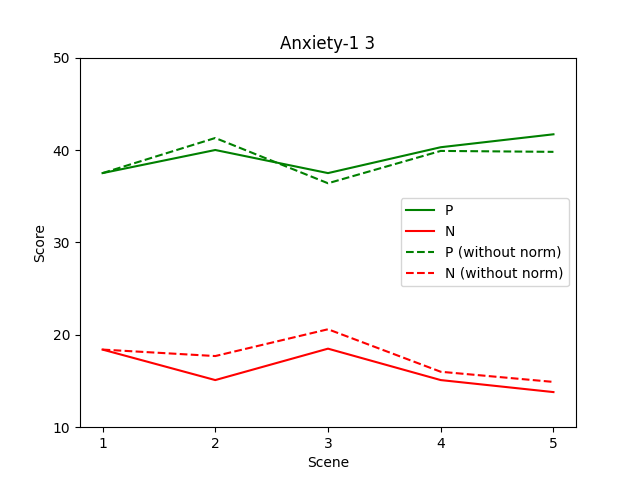 Anxiety-1 3
50
40
30
20
10
Score
P
N
P (without norm)
N (without norm)
1 2 3 4 5
Scene